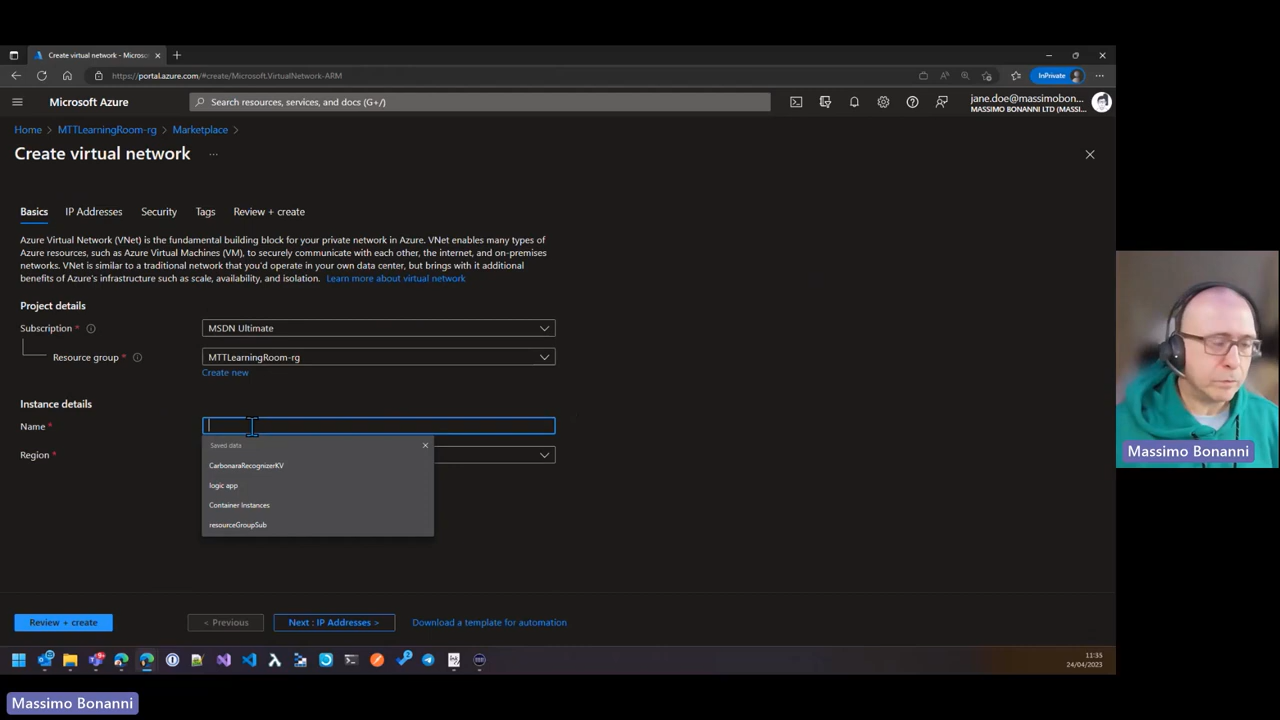 Create virtual network - Micros
https://portal.azure.com/#create/Microsoft.VirtualNetwork-ARM
InPrivate
Microsoft Azure
Search resources, services, and docs (G+/)
jane.doe@massimobon...
MASSIMO BONANNI LTD (MASSI...
Home > MTTLearningRoom-rg > Marketplace >
Create virtual network ...
Basics IP Addresses Security Tags Review + create
Azure Virtual Network (VNet) is the fundamental building block for your private network in Azure. VNet enables many types of
Azure resources, such as Azure Virtual Machines (VM), to securely communicate with each other, the internet, and on-premises
networks. VNet is similar to a traditional network that you'd operate in your own data center, but brings with it additional
benefits of Azure's infrastructure such as scale, availability, and isolation. Learn more about virtual network
Project details
Subscription * MSDN Ultimate
Resource group * MTTLearningRoom-rg
Create new
Instance details
Name *
Saved data
Region *
CarbonaraRecognizerKV
logic app
Container Instances
resourceGroupSub
Review + create < Previous Next : IP Addresses > Download a template for automation
11:35
24/04/2023
Massimo Bonanni
Massimo Bonanni